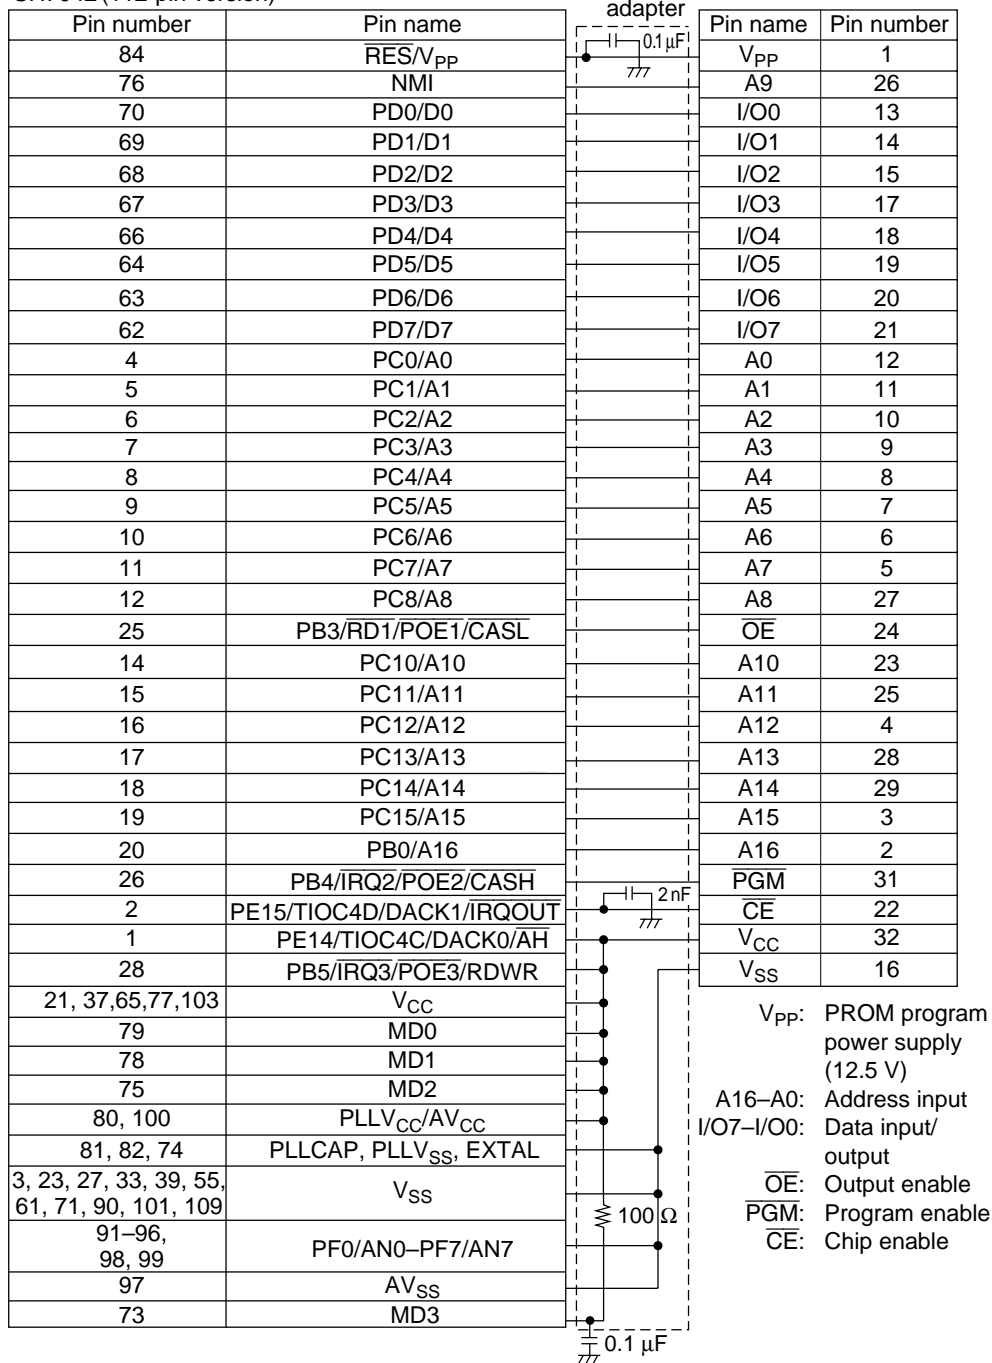 adapter
Pin number Pin name Pin name Pin number
84 RES/VPP 0.1 μF VPP 1
76 NMI A9 26
70 PD0/D0 I/O0 13
69 PD1/D1 I/O1 14
68 PD2/D2 I/O2 15
67 PD3/D3 I/O3 17
66 PD4/D4 I/O4 18
64 PD5/D5 I/O5 19
63 PD6/D6 I/O6 20
62 PD7/D7 I/O7 21
4 PC0/A0 A0 12
5 PC1/A1 A1 11
6 PC2/A2 A2 10
7 PC3/A3 A3 9
8 PC4/A4 A4 8
9 PC5/A5 A5 7
10 PC6/A6 A6 6
11 PC7/A7 A7 5
12 PC8/A8 A8 27
25 PB3/RD1/POE1/CASL OE 24
14 PC10/A10 A10 23
15 PC11/A11 A11 25
16 PC12/A12 A12 4
17 PC13/A13 A13 28
18 PC14/A14 A14 29
19 PC15/A15 A15 3
20 PB0/A16 A16 2
26 PB4/IRQ2/POE2/CASH PGM 31
2 PE15/TIOC4D/DACK1/IRQOUT 2 nF CE 22
1 PE14/TIOC4C/DACK0/AH VCC 32
28 PB5/IRQ3/POE3/RDWR VSS 16
21, 37,65,77,103 VCC
79 MD0
78 MD1
75 MD2
80, 100 PLLVCC/AVCC
81, 82, 74 PLLCAP, PLLVSS, EXTAL
3, 23, 27, 33, 39, 55,
61, 71, 90, 101, 109 VSS
100 Ω
91–96,
98, 99 PF0/AN0–PF7/AN7
97 AVSS
73 MD3
0.1 μF
VPP: PROM program
power supply
(12.5 V)
A16–A0: Address input
I/O7–I/O0: Data input/
output
OE: Output enable
PGM: Program enable
CE: Chip enable